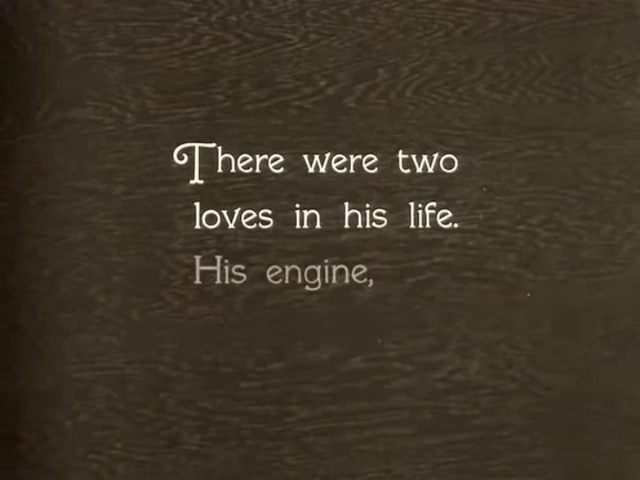 There were two
loves in his life.
His engine,